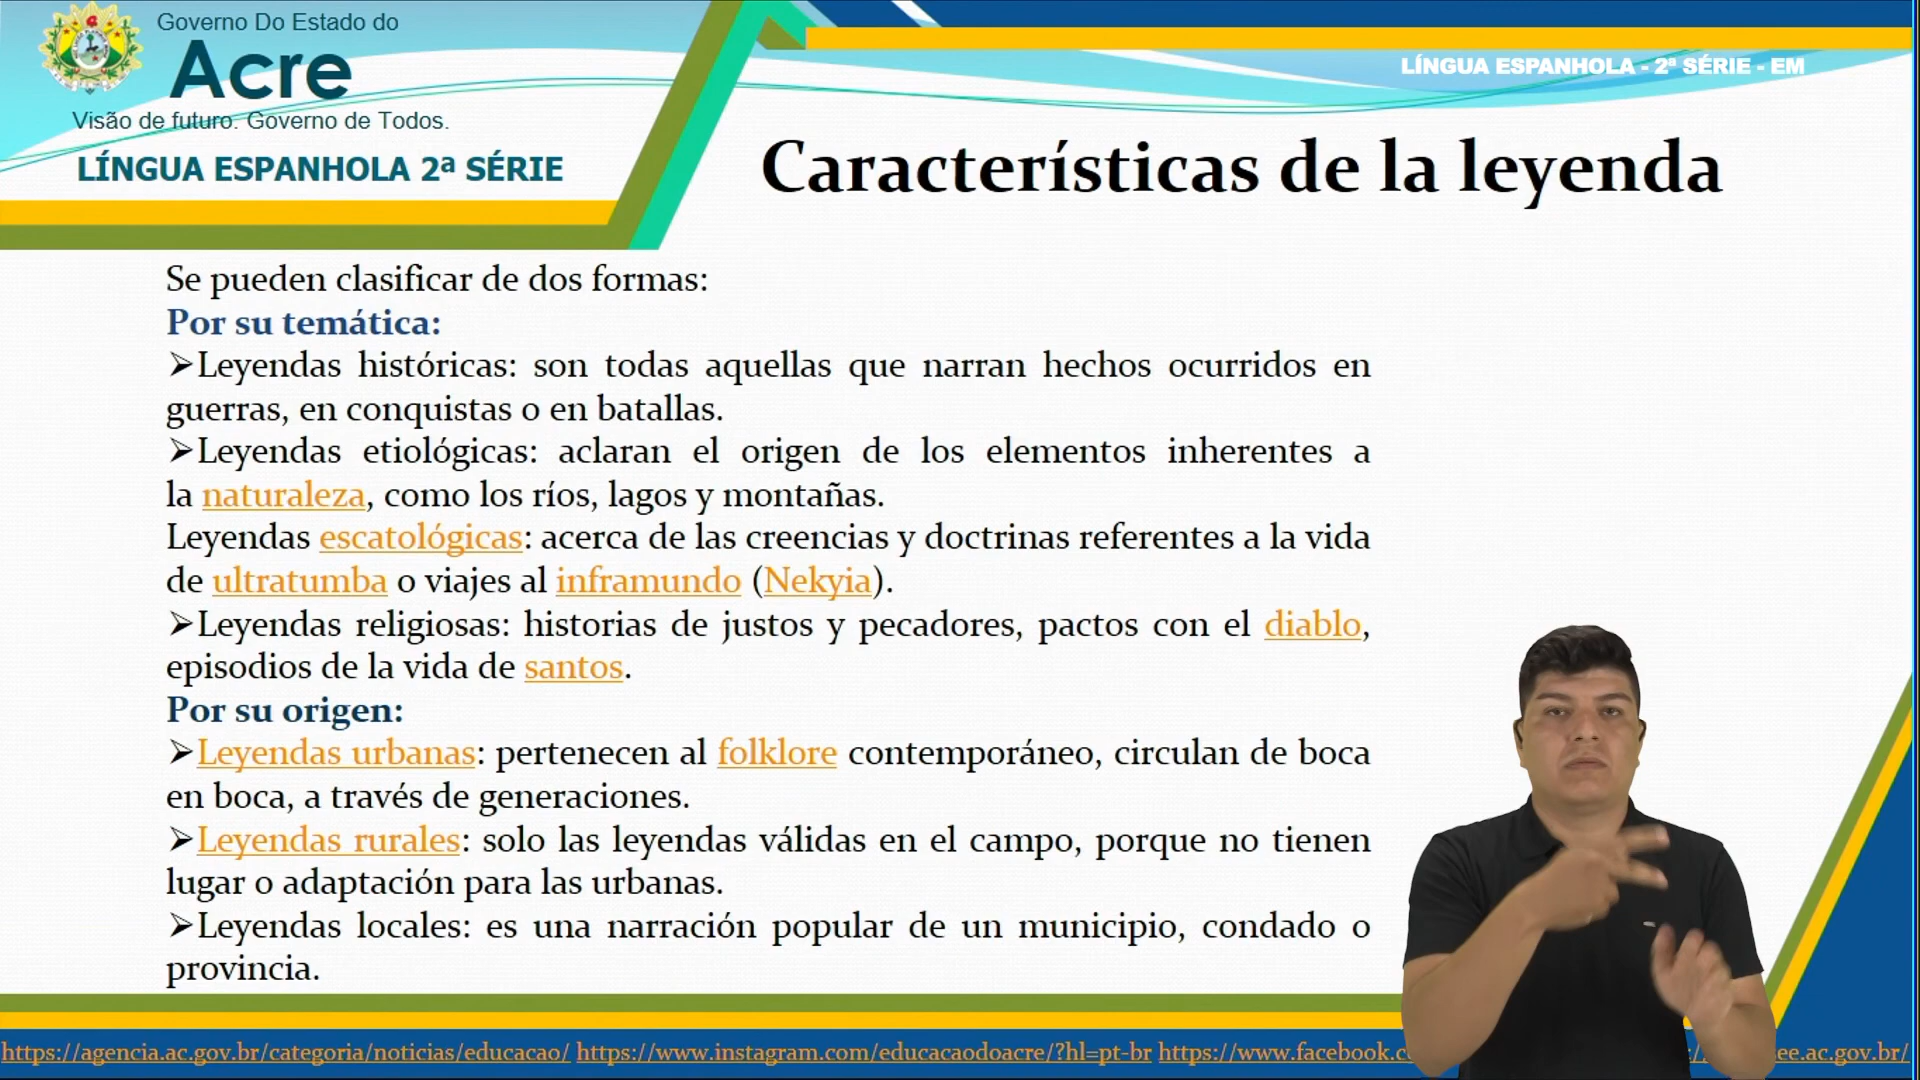 Governo Do Estado do
Acre
Visão de futuro. Governo de Todos.
LÍNGUA ESPANHOLA 2ª SÉRIE
LÍNGUA ESPANHOLA - 2ª SÉRIE - EM
Características de la leyenda
Se pueden clasificar de dos formas:
Por su temática:
➢Leyendas históricas: son todas aquellas que narran hechos ocurridos en
guerras, en conquistas o en batallas.
➢Leyendas etiológicas: aclaran el origen de los elementos inherentes a
la naturaleza, como los ríos, lagos y montañas.
Leyendas escatológicas: acerca de las creencias y doctrinas referentes a la vida
de ultratumba o viajes al inframundo (Nekyia).
➢Leyendas religiosas: historias de justos y pecadores, pactos con el diablo,
episodios de la vida de santos.
Por su origen:
➢Leyendas urbanas: pertenecen al folklore contemporáneo, circulan de boca
en boca, a través de generaciones.
➢Leyendas rurales: solo las leyendas válidas en el campo, porque no tienen
lugar o adaptación para las urbanas.
➢Leyendas locales: es una narración popular de un municipio, condado o
provincia.
https://agencia.ac.gov.br/categoria/noticias/educacao/ https://www.instagram.com/educacaodoacre/?hl=pt-br https://www.facebook.c ee.ac.gov.br/